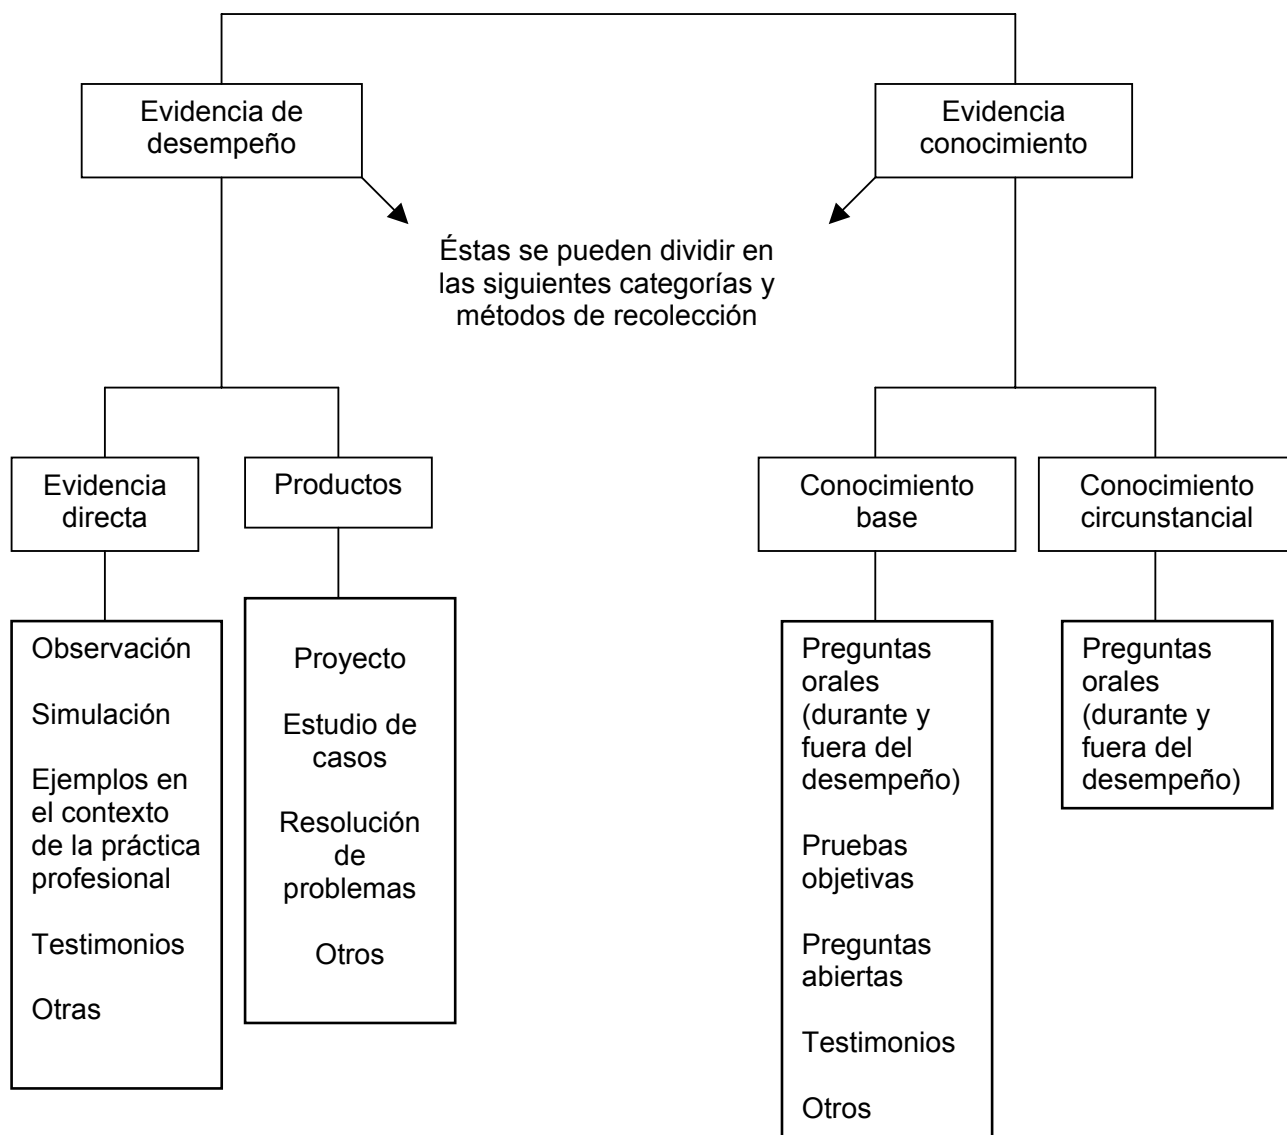 Evidencia de
desempeño
Evidencia
conocimiento
Éstas se pueden dividir en
las siguientes categorías y
métodos de recolección
Evidencia
directa
Productos
Conocimiento
base
Conocimiento
circunstancial
Observación
Simulación
Ejemplos en
el contexto
de la práctica
profesional
Testimonios
Otras
Proyecto
Estudio de
casos
Resolución
de
problemas
Otros
Preguntas
orales
(durante y
fuera del
desempeño)
Pruebas
objetivas
Preguntas
abiertas
Testimonios
Otros
Preguntas
orales
(durante y
fuera del
desempeño)